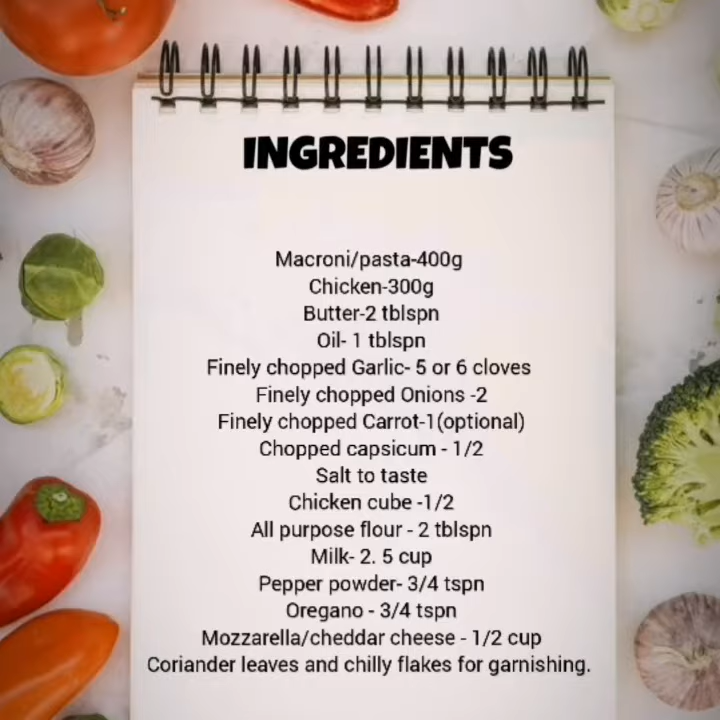 INGREDIENTS
Macroni/pasta-400g
Chicken-300g
Butter-2 tblspn
Oil- 1 tblspn
Finely chopped Garlic- 5 or 6 cloves
Finely chopped Onions -2
Finely chopped Carrot-1(optional)
Chopped capsicum - 1/2
Salt to taste
Chicken cube -1/2
All purpose flour - 2 tblspn
Milk- 2. 5 cup
Pepper powder- 3/4 tspn
Oregano - 3/4 tspn
Mozzarella/cheddar cheese - 1/2 cup
Coriander leaves and chilly flakes for garnishing.